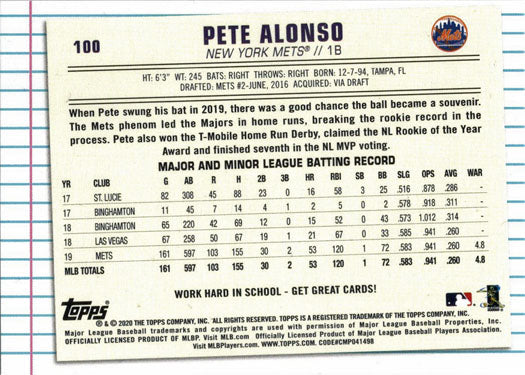 100
PETE ALONSO
NEW YORK METS® // 1B
Mets
HT: 6'3" WT: 245 BATS: RIGHT THROWS: RIGHT BORN: 12-7-94, TAMPA, FL
DRAFTED: METS #2-JUNE, 2016 ACQUIRED: VIA DRAFT
When Pete swung his bat in 2019, there was a good chance the ball became a souvenir.
The Mets phenom led the Majors in home runs, breaking the rookie record in the
process. Pete also won the T-Mobile Home Run Derby, claimed the NL Rookie of the Year
Award and finished seventh in the NL MVP voting.
MAJOR AND MINOR LEAGUE BATTING RECORD
YR CLUB G AB R H 2B 3B HR RBI SB BB SLG OPS AVG WAR
17 ST. LUCIE 82 308 45 88 23 0 16 58 3 25 .516 .878 .286 -
17 BINGHAMTON 11 45 7 14 4 1 2 5 0 2 .578 .918 .311 -
18 BINGHAMTON 65 220 42 69 12 0 15 52 0 43 .573 1.012 .314 -
18 LAS VEGAS 67 258 50 67 19 1 21 67 0 33 .585 .941 .260 -
19 METS 161 597 103 155 30 2 53 120 1 72 .583 .941 .260 4.8
MLB TOTALS 161 597 103 155 30 2 53 120 1 72 .583 .941 .260 4.8
WORK HARD IN SCHOOL - GET GREAT CARDS!
topps
® & © 2020 THE TOPPS COMPANY, INC. ALL RIGHTS RESERVED. TOPPS IS A REGISTERED TRADEMARK OF THE TOPPS COMPANY, INC.
Major League Baseball trademarks and copyrights are used with permission of Major League Baseball Properties, Inc.
OFFICIALLY LICENSED PRODUCT OF MLBP. Visit MLB.com Officially Licensed Product of Major League Baseball Players Association.
Visit MLBPlayers.com. WWW.TOPPS.COM. CODE#CMP041498